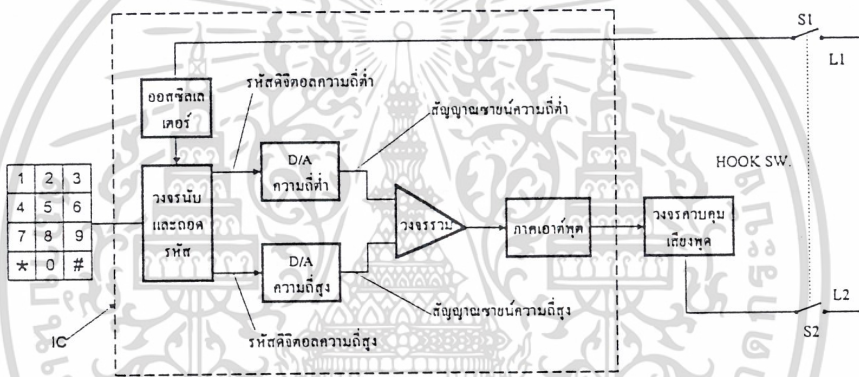 S1
L1
รหัสดิจิตอลความถี่ต่ำ
ออสซิลเล
เตอร์
สัญญาณซายน์ความถี่ต่ำ
D/A
ความถี่ต่ำ
HOOK SW.
1 2 3
4 5 6
7 8 9
* 0 #
วงจรนับ
และถอด
รหัส
วงจรรวม
ภาคเอาต์พุต
วงจรควบคุม
เสียงพูด
D/A
ความถี่สูง
L2
สัญญาณซายน์ความถี่สูง
S2
IC
รหัสดิจิตอลความถี่สูง